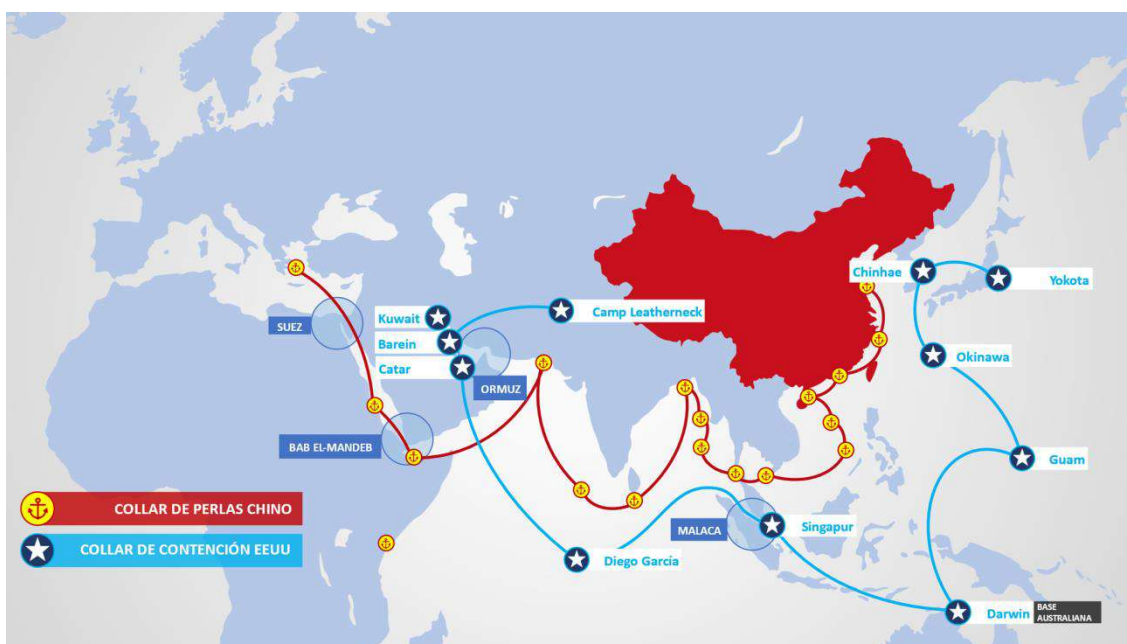 Chinhae
Yokota
SUEZ
Kuwait
Camp Leatherneck
Barein
Okinawa
Catar
ORMUZ
BAB EL-MANDEB
Guam
COLLAR DE PERLAS CHINO
MALACA
Singapur
COLLAR DE CONTENCIÓN EEUU
Diego García
Darwin
BASE
AUSTRALIANA